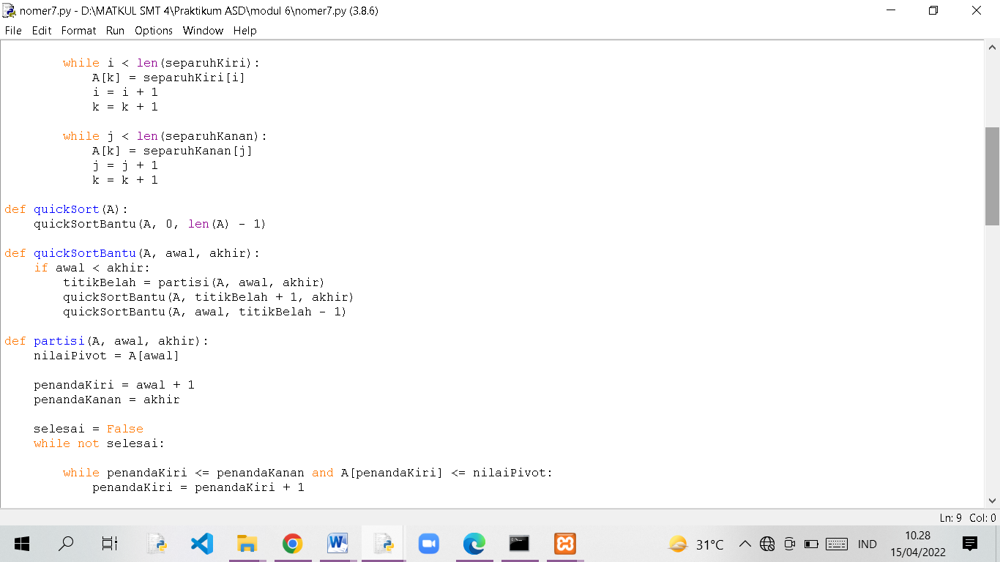 nomer7.py - D:\MATKUL SMT 4\Praktikum ASD\modul 6\nomer7.py (3.8.6)
File Edit Format Run Options Window Help
        while i < len(separuhKiri):
            A[k] = separuhKiri[i]
            i = i + 1
            k = k + 1

        while j < len(separuhKanan):
            A[k] = separuhKanan[j]
            j = j + 1
            k = k + 1

def quickSort(A):
    quickSortBantu(A, 0, len(A) - 1)

def quickSortBantu(A, awal, akhir):
    if awal < akhir:
        titikBelah = partisi(A, awal, akhir)
        quickSortBantu(A, titikBelah + 1, akhir)
        quickSortBantu(A, awal, titikBelah - 1)

def partisi(A, awal, akhir):
    nilaiPivot = A[awal]

    penandaKiri = awal + 1
    penandaKanan = akhir

    selesai = False
    while not selesai:

        while penandaKiri <= penandaKanan and A[penandaKiri] <= nilaiPivot:
            penandaKiri = penandaKiri + 1
Ln: 9 Col: 0
31°C
IND
10.28
15/04/2022